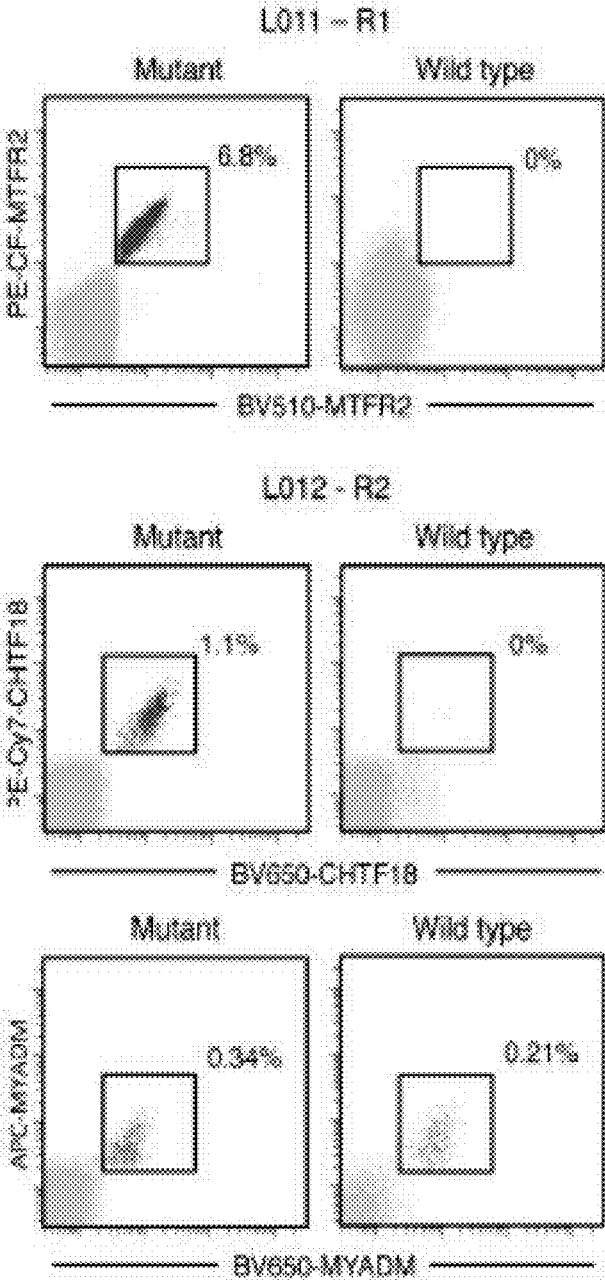 L011 – R1
Mutant
Wild type
6.8%
0%
PE-CF-MTFR2
BV510-MTFR2
L012 - R2
Mutant
Wild type
1.1%
0%
PE-Cy7-CHTF18
BV650-CHTF18
Mutant
Wild type
0.34%
0.21%
APC-MYADM
BV650-MYADM